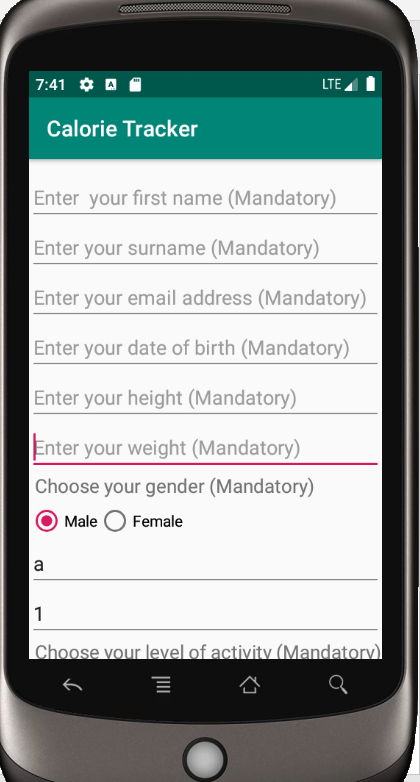 7:41 LTE
Calorie Tracker
Enter  your first name (Mandatory)
Enter your surname (Mandatory)
Enter your email address (Mandatory)
Enter your date of birth (Mandatory)
Enter your height (Mandatory)
Enter your weight (Mandatory)
Choose your gender (Mandatory)
Male Female
a
1
Choose your level of activity (Mandatory)